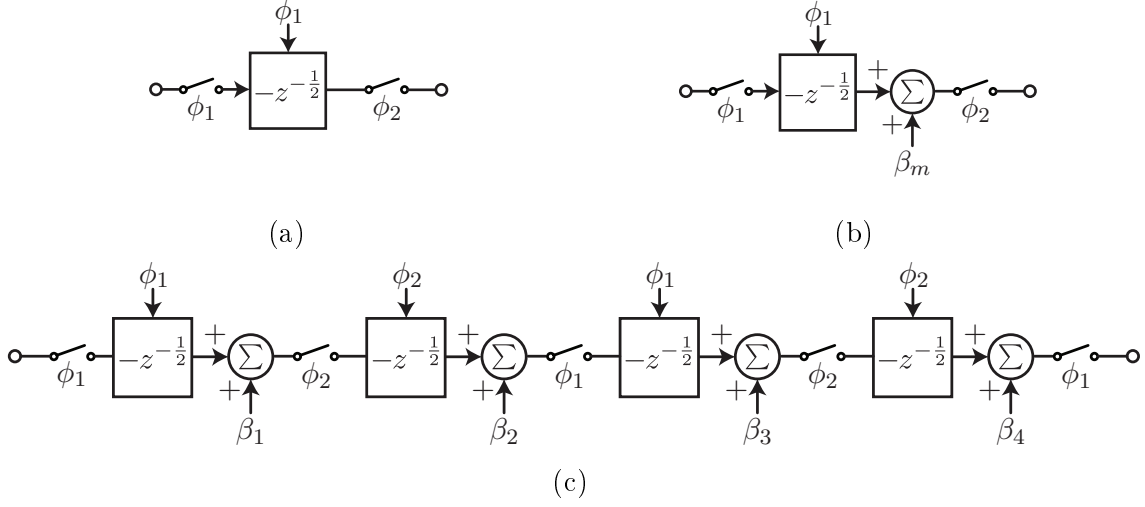 ϕ₁ ϕ₁
−z^{−1/2} −z^{−1/2} + Σ
ϕ₁ ϕ₂ ϕ₁ + ϕ₂
βₘ
(a) (b)
ϕ₁ ϕ₂ ϕ₁ ϕ₂
−z^{−1/2} + Σ −z^{−1/2} + Σ −z^{−1/2} + Σ −z^{−1/2} + Σ
ϕ₁ + ϕ₂ + ϕ₁ + ϕ₂ + ϕ₁
β₁ β₂ β₃ β₄
(c)